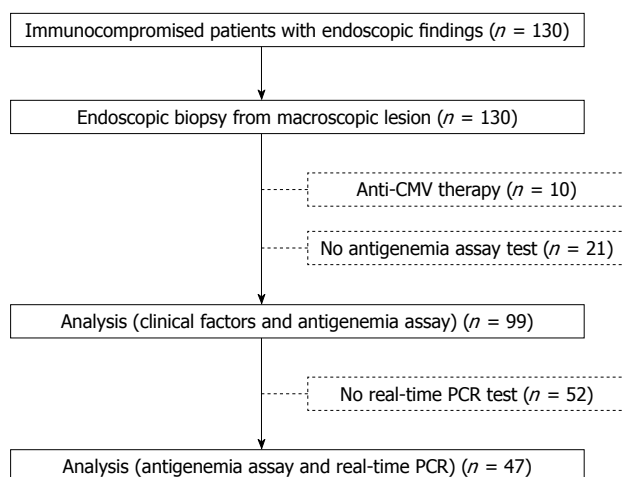 Immunocompromised patients with endoscopic findings (n = 130)
Endoscopic biopsy from macroscopic lesion (n = 130)
Anti-CMV therapy (n = 10)
No antigenemia assay test (n = 21)
Analysis (clinical factors and antigenemia assay) (n = 99)
No real-time PCR test (n = 52)
Analysis (antigenemia assay and real-time PCR) (n = 47)